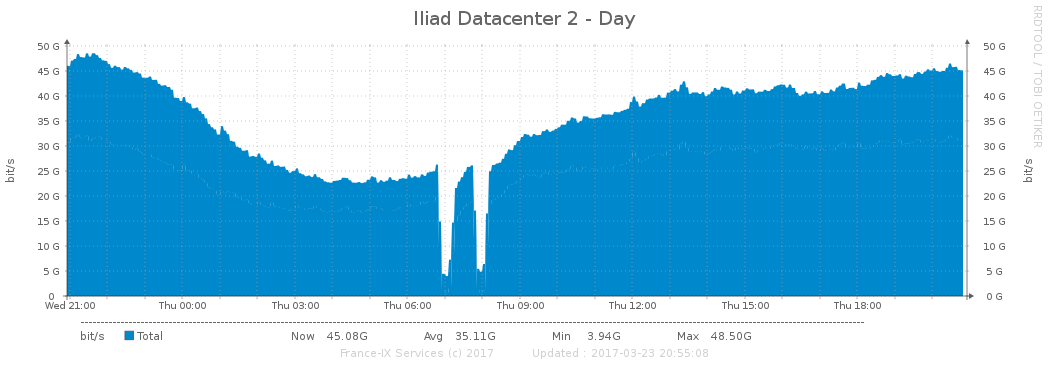 Iliad Datacenter 2 - Day
RRDTOOL / TOBI OETIKER
bit/s
50 G 50 G
45 G 45 G
40 G 40 G
35 G 35 G
30 G 30 G
25 G 25 G
20 G 20 G
15 G 15 G
10 G 10 G
5 G 5 G
0 0 G
bit/s
Wed 21:00 Thu 00:00 Thu 03:00 Thu 06:00 Thu 09:00 Thu 12:00 Thu 15:00 Thu 18:00
bit/s Total Now 45.08G Avg 35.11G Min 3.94G Max 48.50G
France-IX Services (c) 2017 Updated : 2017-03-23 20:55:08